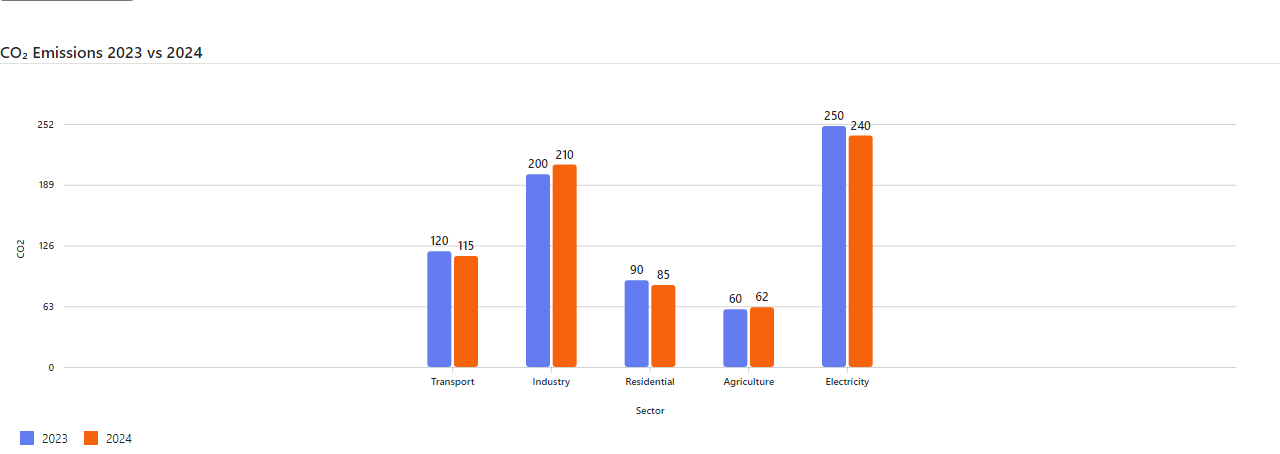 CO₂ Emissions 2023 vs 2024
252
189
126
63
0
CO2
120 115
200 210
90 85
60 62
250 240
Transport Industry Residential Agriculture Electricity
Sector
2023 2024